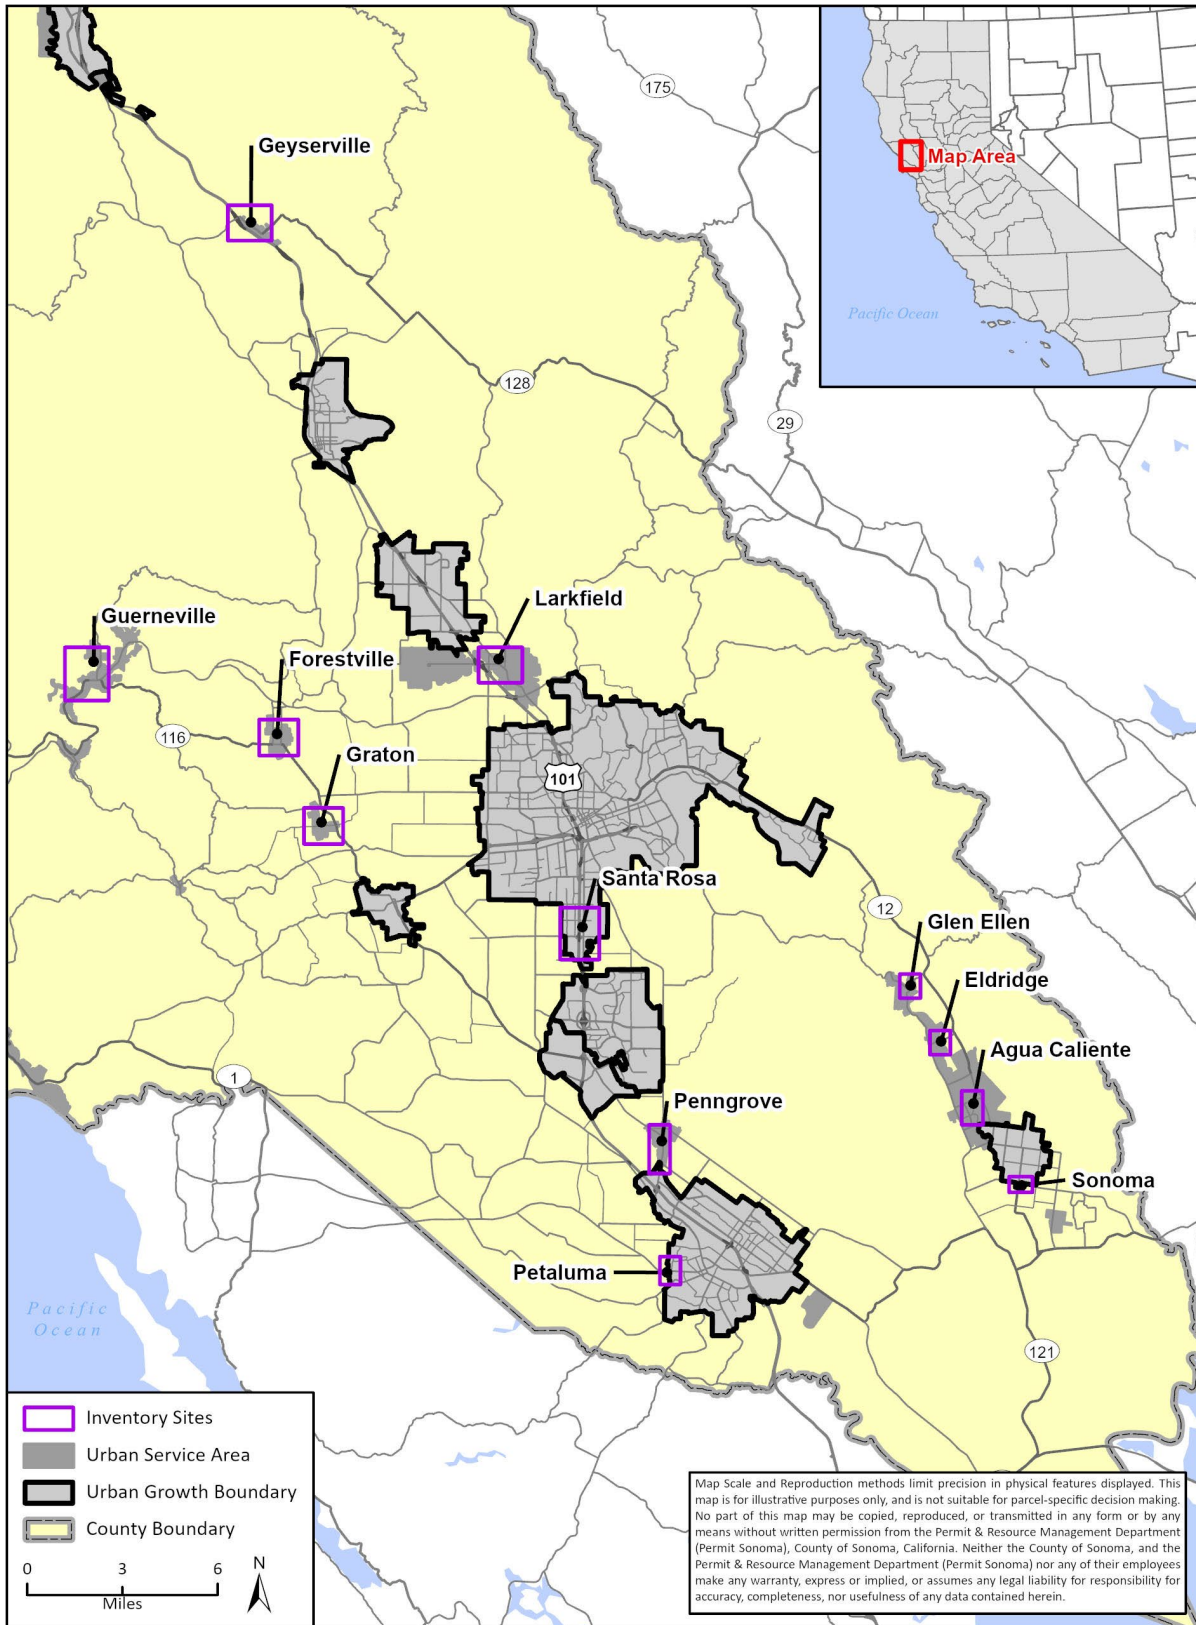 175
Geyserville
Map Area
Pacific Ocean
128
29
Guerneville
Larkfield
Forestville
116
Graton
101
Santa Rosa
12
Glen Ellen
Eldridge
Agua Caliente
1
Penngrove
Sonoma
Petaluma
Pacific
Ocean
121
Inventory Sites
Urban Service Area
Urban Growth Boundary
County Boundary
0 3 6
Miles
N
Map Scale and Reproduction methods limit precision in physical features displayed. This
map is for illustrative purposes only, and is not suitable for parcel-specific decision making.
No part of this map may be copied, reproduced, or transmitted in any form or by any
means without written permission from the Permit & Resource Management Department
(Permit Sonoma), County of Sonoma, California. Neither the County of Sonoma, and the
Permit & Resource Management Department (Permit Sonoma) nor any of their employees
make any warranty, express or implied, or assumes any legal liability for responsibility for
accuracy, completeness, nor usefulness of any data contained herein.